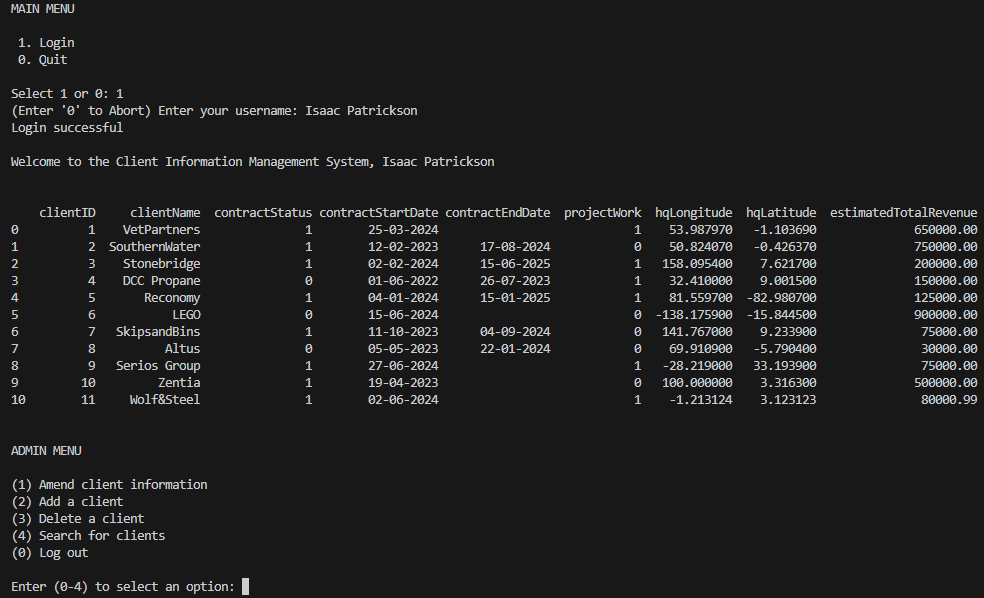 MAIN MENU
1. Login
0. Quit
Select 1 or 0: 1
(Enter '0' to Abort) Enter your username: Isaac Patrickson
Login successful
Welcome to the Client Information Management System, Isaac Patrickson
clientID clientName contractStatus contractStartDate contractEndDate projectWork hqLongitude hqLatitude estimatedTotalRevenue
0 1 VetPartners 1 25-03-2024 1 53.987970 -1.103690 650000.00
1 2 SouthernWater 1 12-02-2023 17-08-2024 0 50.824070 -0.426370 750000.00
2 3 Stonebridge 1 02-02-2024 15-06-2025 1 158.095400 7.621700 200000.00
3 4 DCC Propane 0 01-06-2022 26-07-2023 1 32.410000 9.001500 150000.00
4 5 Reconomy 1 04-01-2024 15-01-2025 1 81.559700 -82.980700 125000.00
5 6 LEGO 0 15-06-2024 0 -138.175900 -15.844500 900000.00
6 7 SkipsandBins 1 11-10-2023 04-09-2024 0 141.767000 9.233900 75000.00
7 8 Altus 0 05-05-2023 22-01-2024 0 69.910900 -5.790400 30000.00
8 9 Serios Group 1 27-06-2024 1 -28.219000 33.193900 75000.00
9 10 Zentia 1 19-04-2023 0 100.000000 3.316300 500000.00
10 11 Wolf&Steel 1 02-06-2024 1 -1.213124 3.123123 80000.99
ADMIN MENU
(1) Amend client information
(2) Add a client
(3) Delete a client
(4) Search for clients
(0) Log out
Enter (0-4) to select an option: